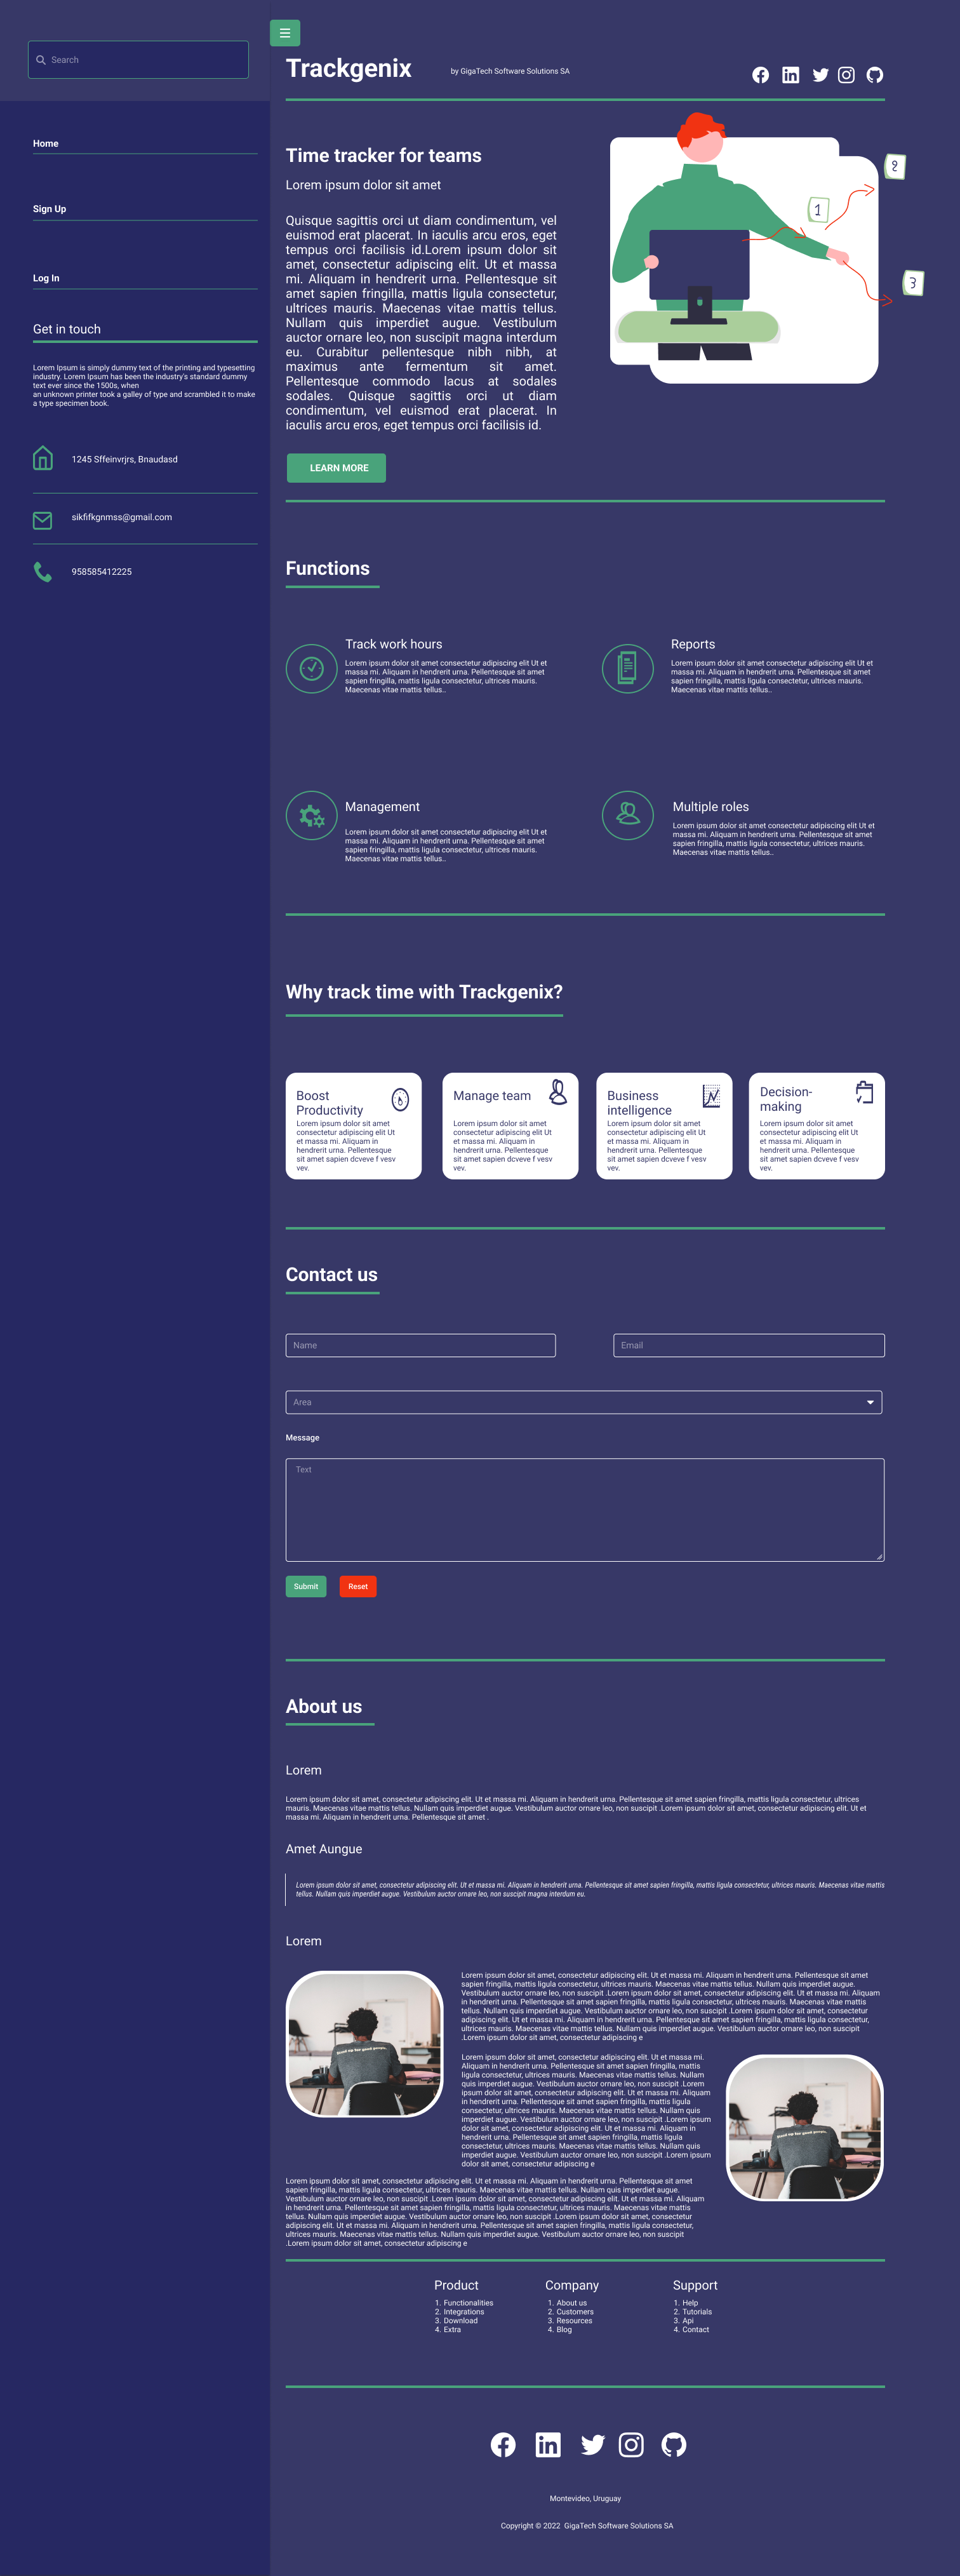 Search
Home
Sign Up
Log In
Get in touch
Lorem Ipsum is simply dummy text of the printing and typesetting
industry. Lorem Ipsum has been the industry's standard dummy
text ever since the 1500s, when
an unknown printer took a galley of type and scrambled it to make
a type specimen book.
1245 Sffeinvrjrs, Bnaudasd
sikfifkgnmss@gmail.com
958585412225
Trackgenix
by GigaTech Software Solutions SA
Time tracker for teams
Lorem ipsum dolor sit amet
Quisque sagittis orci ut diam condimentum, vel
euismod erat placerat. In iaculis arcu eros, eget
tempus orci facilisis id.Lorem ipsum dolor sit
amet, consectetur adipiscing elit. Ut et massa
mi. Aliquam in hendrerit urna. Pellentesque sit
amet sapien fringilla, mattis ligula consectetur,
ultrices mauris. Maecenas vitae mattis tellus.
Nullam quis imperdiet augue. Vestibulum
auctor ornare leo, non suscipit magna interdum
eu. Curabitur pellentesque nibh nibh, at
maximus ante fermentum sit amet.
Pellentesque commodo lacus at sodales
sodales. Quisque sagittis orci ut diam
condimentum, vel euismod erat placerat. In
iaculis arcu eros, eget tempus orci facilisis id.
1
2
3
LEARN MORE
Functions
Track work hours
Lorem ipsum dolor sit amet consectetur adipiscing elit Ut et
massa mi. Aliquam in hendrerit urna. Pellentesque sit amet
sapien fringilla, mattis ligula consectetur, ultrices mauris.
Maecenas vitae mattis tellus..
Reports
Lorem ipsum dolor sit amet consectetur adipiscing elit Ut et
massa mi. Aliquam in hendrerit urna. Pellentesque sit amet
sapien fringilla, mattis ligula consectetur, ultrices mauris.
Maecenas vitae mattis tellus..
Management
Lorem ipsum dolor sit amet consectetur adipiscing elit Ut et
massa mi. Aliquam in hendrerit urna. Pellentesque sit amet
sapien fringilla, mattis ligula consectetur, ultrices mauris.
Maecenas vitae mattis tellus..
Multiple roles
Lorem ipsum dolor sit amet consectetur adipiscing elit Ut et
massa mi. Aliquam in hendrerit urna. Pellentesque sit amet
sapien fringilla, mattis ligula consectetur, ultrices mauris.
Maecenas vitae mattis tellus..
Why track time with Trackgenix?
Boost
Productivity
Lorem ipsum dolor sit amet
consectetur adipiscing elit Ut
et massa mi. Aliquam in
hendrerit urna. Pellentesque
sit amet sapien dcveve f vesv
vev.
Manage team
Lorem ipsum dolor sit amet
consectetur adipiscing elit Ut
et massa mi. Aliquam in
hendrerit urna. Pellentesque
sit amet sapien dcveve f vesv
vev.
Business
intelligence
Lorem ipsum dolor sit amet
consectetur adipiscing elit Ut
et massa mi. Aliquam in
hendrerit urna. Pellentesque
sit amet sapien dcveve f vesv
vev.
Decision-
making
Lorem ipsum dolor sit amet
consectetur adipiscing elit Ut
et massa mi. Aliquam in
hendrerit urna. Pellentesque
sit amet sapien dcveve f vesv
vev.
Contact us
Name
Email
Area
Message
Text
Submit
Reset
About us
Lorem
Lorem ipsum dolor sit amet, consectetur adipiscing elit. Ut et massa mi. Aliquam in hendrerit urna. Pellentesque sit amet sapien fringilla, mattis ligula consectetur, ultrices
mauris. Maecenas vitae mattis tellus. Nullam quis imperdiet augue. Vestibulum auctor ornare leo, non suscipit .Lorem ipsum dolor sit amet, consectetur adipiscing elit. Ut et
massa mi. Aliquam in hendrerit urna. Pellentesque sit amet .
Amet Aungue
Lorem ipsum dolor sit amet, consectetur adipiscing elit. Ut et massa mi. Aliquam in hendrerit urna. Pellentesque sit amet sapien fringilla, mattis ligula consectetur, ultrices mauris. Maecenas vitae mattis
tellus. Nullam quis imperdiet augue. Vestibulum auctor ornare leo, non suscipit magna interdum eu.
Lorem
Lorem ipsum dolor sit amet, consectetur adipiscing elit. Ut et massa mi. Aliquam in hendrerit urna. Pellentesque sit amet
sapien fringilla, mattis ligula consectetur, ultrices mauris. Maecenas vitae mattis tellus. Nullam quis imperdiet augue.
Vestibulum auctor ornare leo, non suscipit .Lorem ipsum dolor sit amet, consectetur adipiscing elit. Ut et massa mi. Aliquam
in hendrerit urna. Pellentesque sit amet sapien fringilla, mattis ligula consectetur, ultrices mauris. Maecenas vitae mattis
tellus. Nullam quis imperdiet augue. Vestibulum auctor ornare leo, non suscipit .Lorem ipsum dolor sit amet, consectetur
adipiscing elit. Ut et massa mi. Aliquam in hendrerit urna. Pellentesque sit amet sapien fringilla, mattis ligula consectetur,
ultrices mauris. Maecenas vitae mattis tellus. Nullam quis imperdiet augue. Vestibulum auctor ornare leo, non suscipit
.Lorem ipsum dolor sit amet, consectetur adipiscing e
Lorem ipsum dolor sit amet, consectetur adipiscing elit. Ut et massa mi.
Aliquam in hendrerit urna. Pellentesque sit amet sapien fringilla, mattis
ligula consectetur, ultrices mauris. Maecenas vitae mattis tellus. Nullam
quis imperdiet augue. Vestibulum auctor ornare leo, non suscipit .Lorem
ipsum dolor sit amet, consectetur adipiscing elit. Ut et massa mi. Aliquam
in hendrerit urna. Pellentesque sit amet sapien fringilla, mattis ligula
consectetur, ultrices mauris. Maecenas vitae mattis tellus. Nullam quis
imperdiet augue. Vestibulum auctor ornare leo, non suscipit .Lorem ipsum
dolor sit amet, consectetur adipiscing elit. Ut et massa mi. Aliquam in
hendrerit urna. Pellentesque sit amet sapien fringilla, mattis ligula
consectetur, ultrices mauris. Maecenas vitae mattis tellus. Nullam quis
imperdiet augue. Vestibulum auctor ornare leo, non suscipit .Lorem ipsum
dolor sit amet, consectetur adipiscing e
Lorem ipsum dolor sit amet, consectetur adipiscing elit. Ut et massa mi. Aliquam in hendrerit urna. Pellentesque sit amet
sapien fringilla, mattis ligula consectetur, ultrices mauris. Maecenas vitae mattis tellus. Nullam quis imperdiet augue.
Vestibulum auctor ornare leo, non suscipit .Lorem ipsum dolor sit amet, consectetur adipiscing elit. Ut et massa mi. Aliquam
in hendrerit urna. Pellentesque sit amet sapien fringilla, mattis ligula consectetur, ultrices mauris. Maecenas vitae mattis
tellus. Nullam quis imperdiet augue. Vestibulum auctor ornare leo, non suscipit .Lorem ipsum dolor sit amet, consectetur
adipiscing elit. Ut et massa mi. Aliquam in hendrerit urna. Pellentesque sit amet sapien fringilla, mattis ligula consectetur,
ultrices mauris. Maecenas vitae mattis tellus. Nullam quis imperdiet augue. Vestibulum auctor ornare leo, non suscipit
.Lorem ipsum dolor sit amet, consectetur adipiscing e
Product
1. Functionalities
2. Integrations
3. Download
4. Extra
Company
1. About us
2. Customers
3. Resources
4. Blog
Support
1. Help
2. Tutorials
3. Api
4. Contact
Montevideo, Uruguay
Copyright © 2022 GigaTech Software Solutions SA